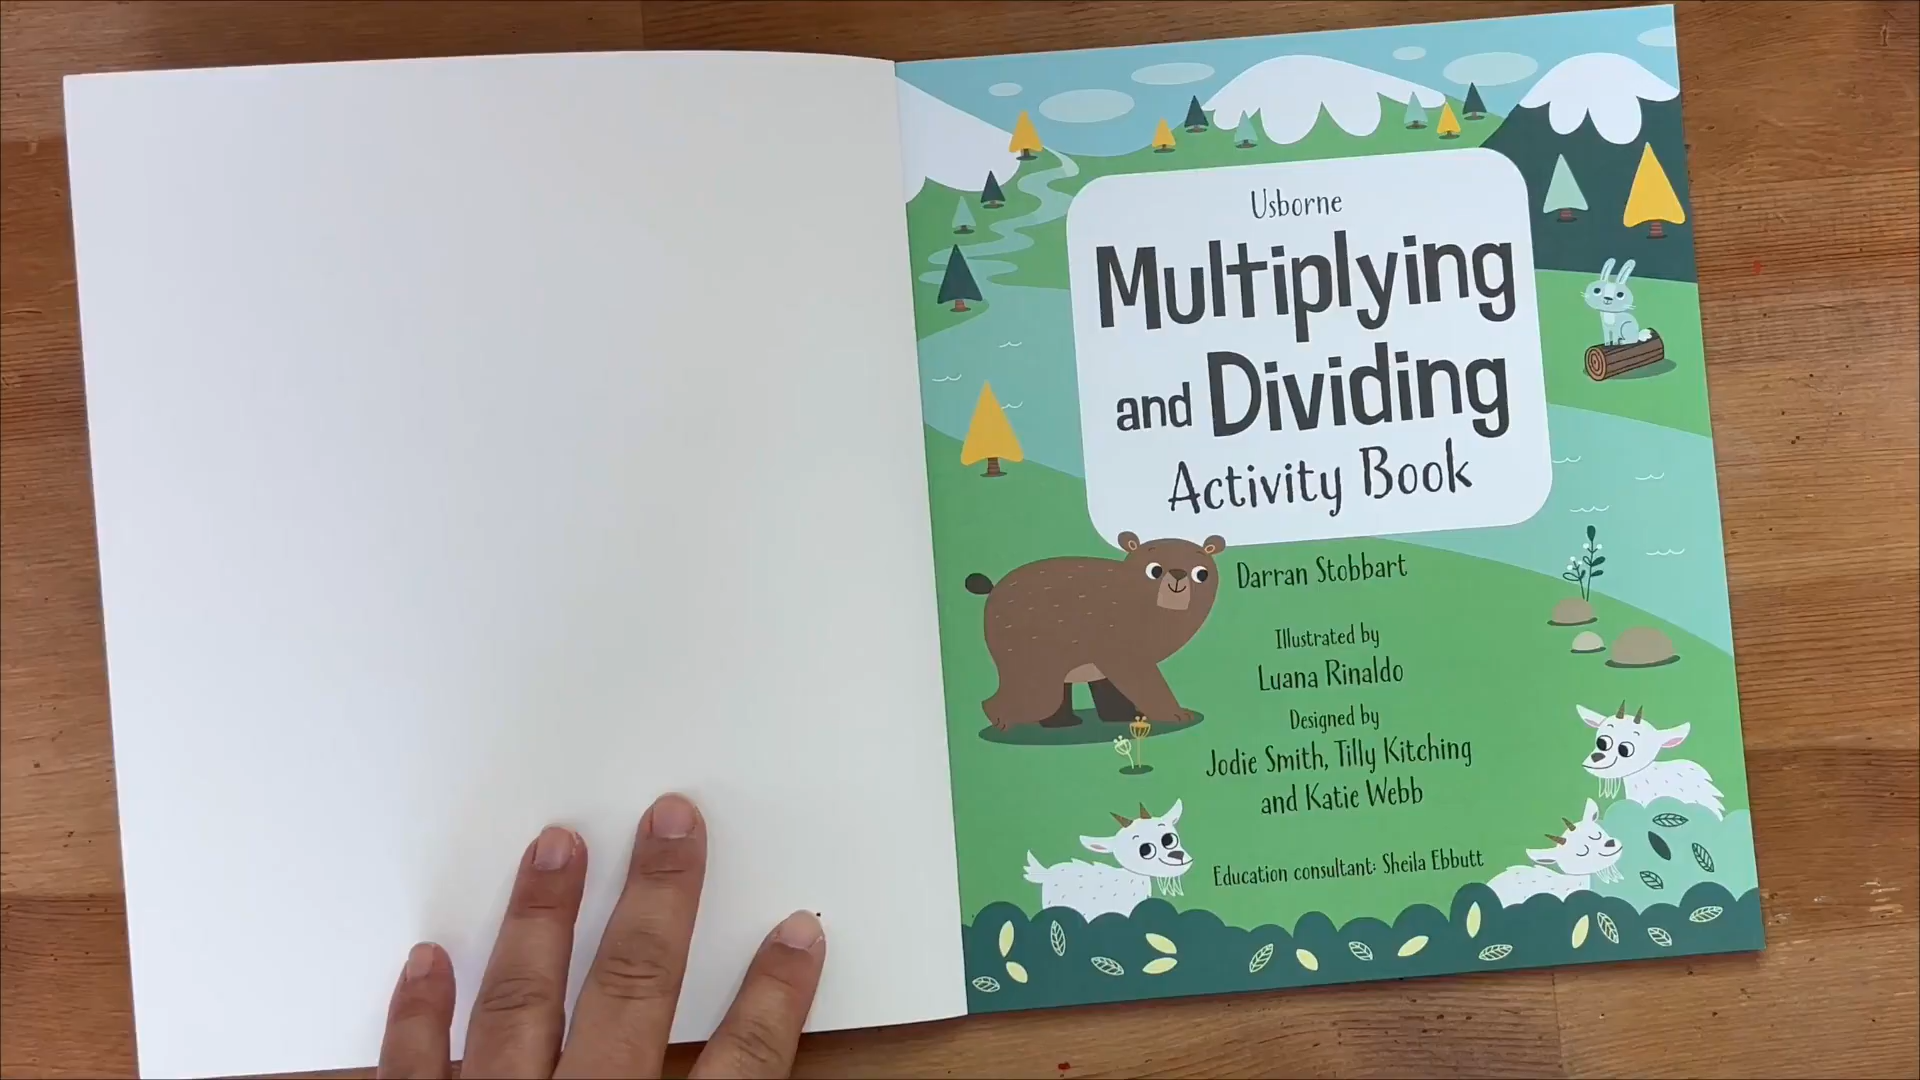 Usborne
Multiplying
and Dividing
Activity Book
Darran Stobbart
Illustrated by
Luana Rinaldo
Designed by
Jodie Smith, Tilly Kitching
and Katie Webb
Education consultant: Sheila Ebbutt